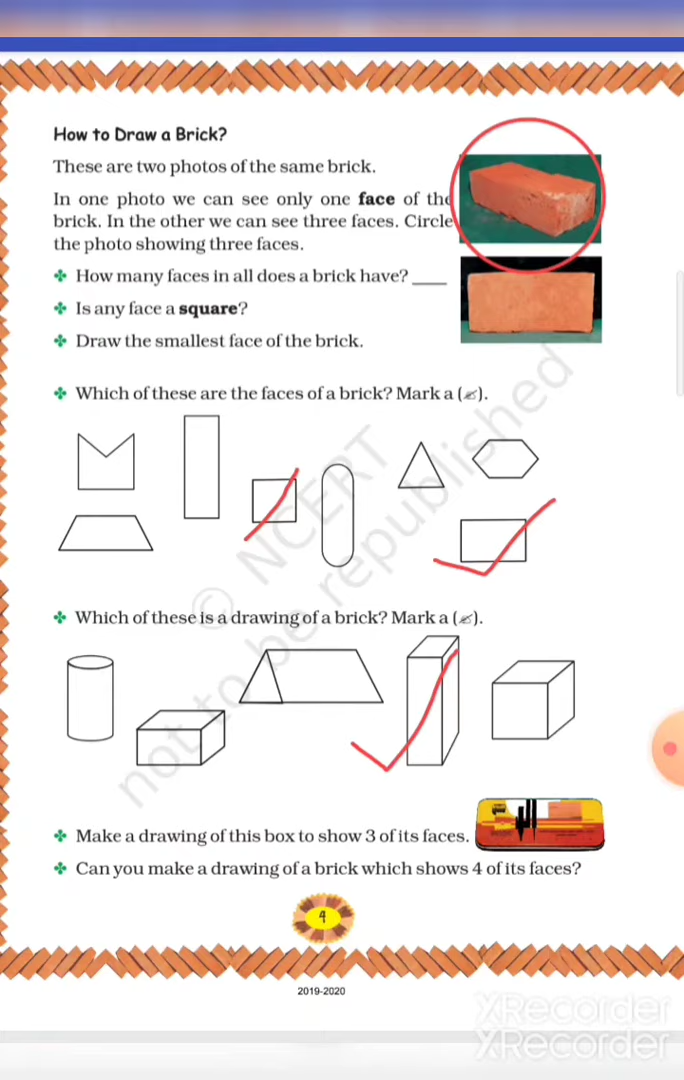 How to Draw a Brick?
These are two photos of the same brick.
In one photo we can see only one face of the
brick. In the other we can see three faces. Circle
the photo showing three faces.
How many faces in all does a brick have? ____
Is any face a square?
Draw the smallest face of the brick.
Which of these are the faces of a brick? Mark a (✍).
Which of these is a drawing of a brick? Mark a (✍).
© NCERT
not to be republished
Make a drawing of this box to show 3 of its faces.
Can you make a drawing of a brick which shows 4 of its faces?
4
2019-2020
XRecorder
XRecorder